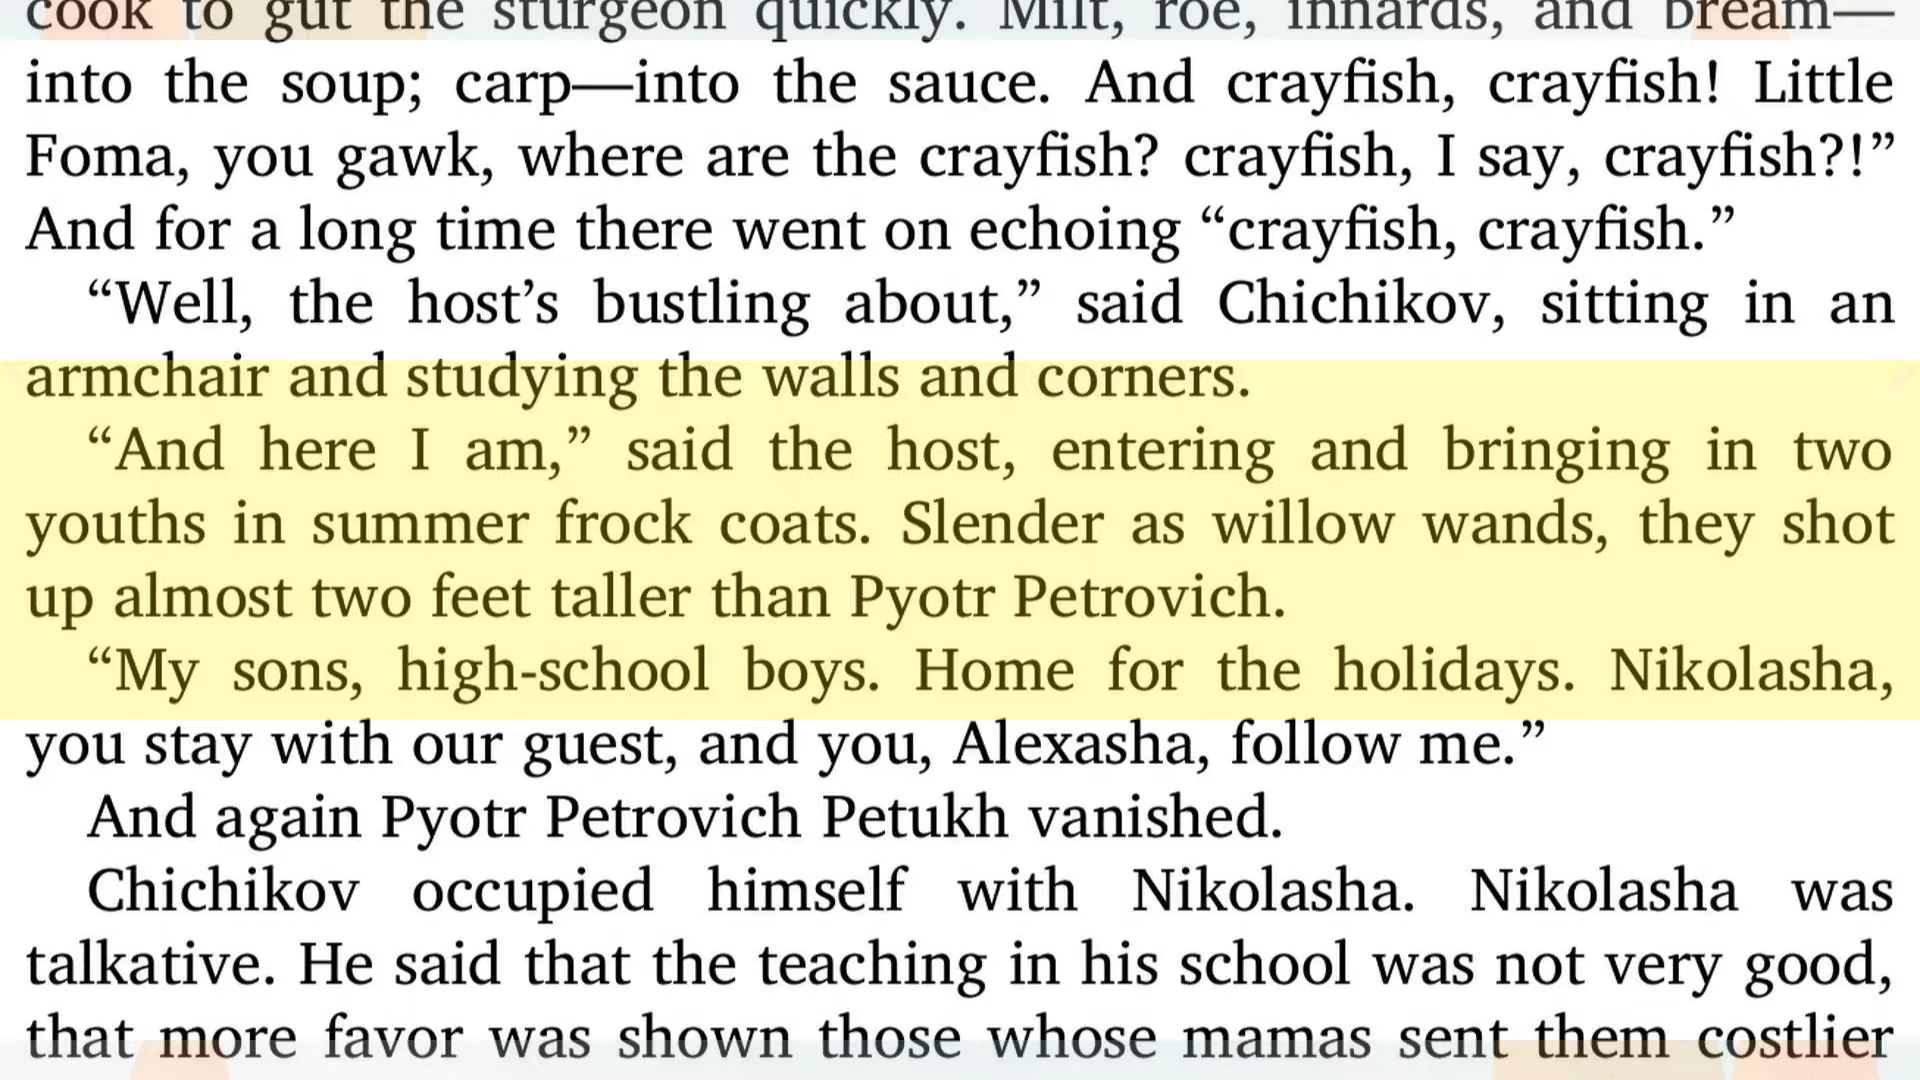 cook to gut the sturgeon quickly. Milt, roe, innards, and bream—
into the soup; carp—into the sauce. And crayfish, crayfish! Little
Foma, you gawk, where are the crayfish? crayfish, I say, crayfish?!”
And for a long time there went on echoing “crayfish, crayfish.”
“Well, the host’s bustling about,” said Chichikov, sitting in an
armchair and studying the walls and corners.
“And here I am,” said the host, entering and bringing in two
youths in summer frock coats. Slender as willow wands, they shot
up almost two feet taller than Pyotr Petrovich.
“My sons, high-school boys. Home for the holidays. Nikolasha,
you stay with our guest, and you, Alexasha, follow me.”
And again Pyotr Petrovich Petukh vanished.
Chichikov occupied himself with Nikolasha. Nikolasha was
talkative. He said that the teaching in his school was not very good,
that more favor was shown those whose mamas sent them costlier